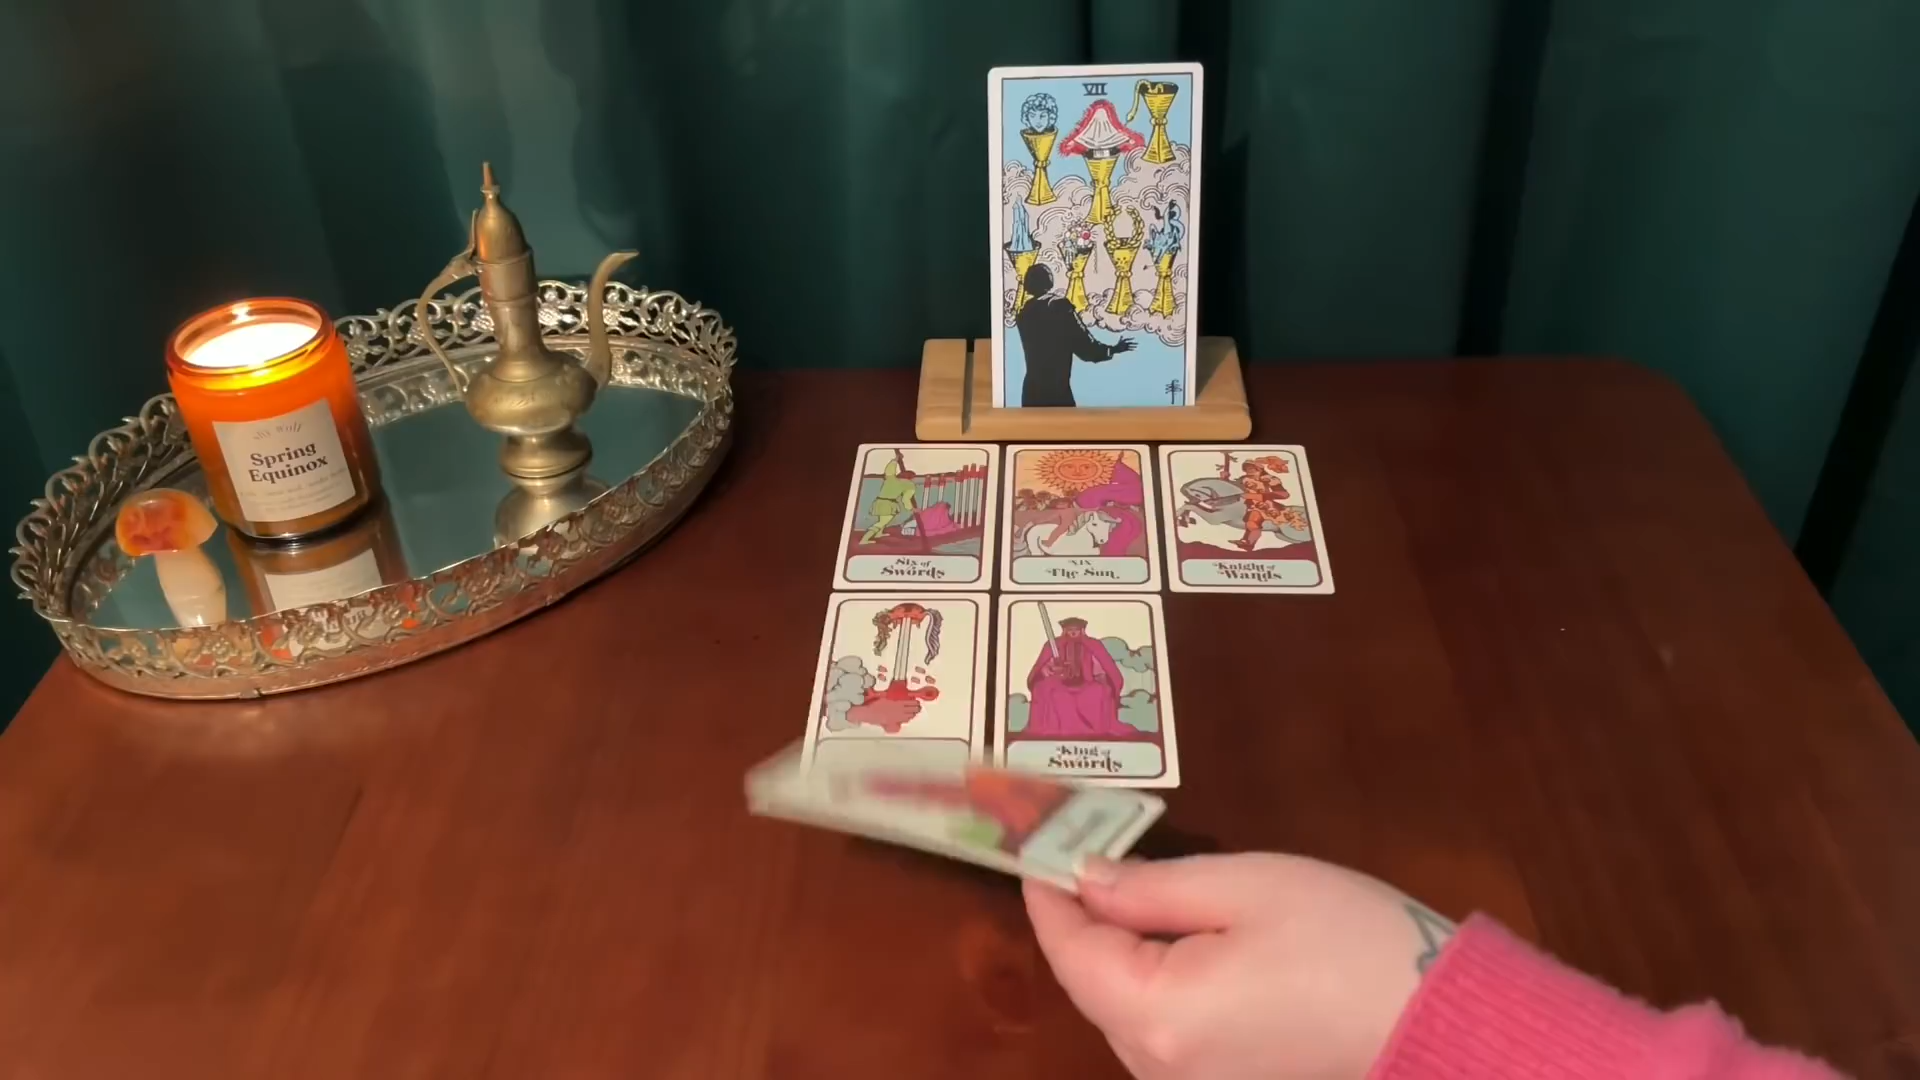 VII
Spring
Equinox
Six of
Swords
XIX
The Sun
Knight of
Wands
King of
Swords